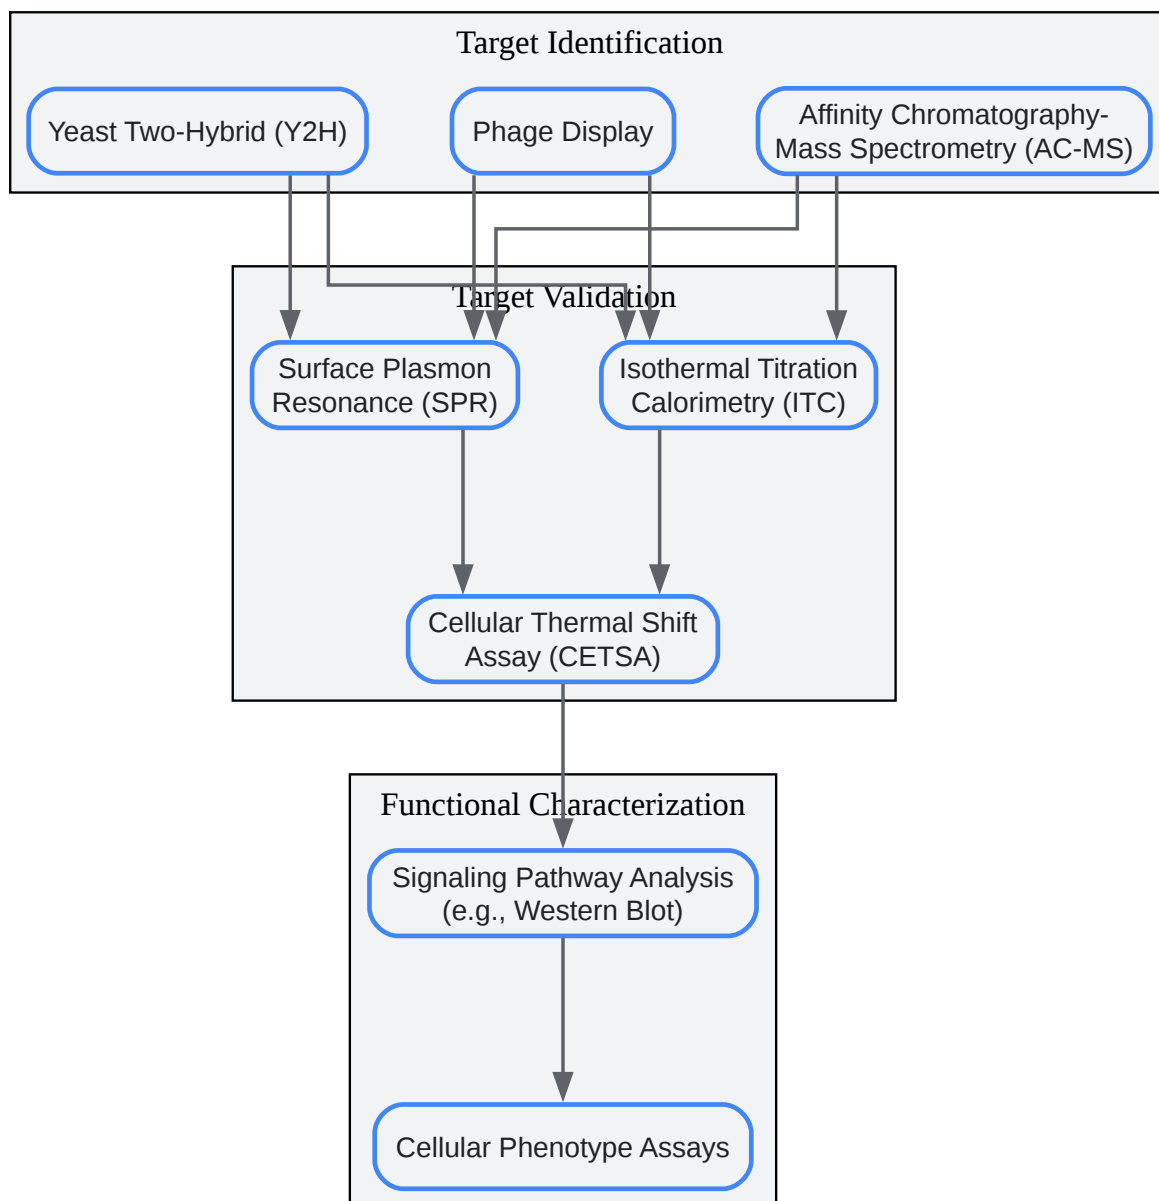 Target Identification
Yeast Two-Hybrid (Y2H)
Phage Display
Affinity Chromatography-
Mass Spectrometry (AC-MS)
Target Validation
Surface Plasmon
Resonance (SPR)
Isothermal Titration
Calorimetry (ITC)
Cellular Thermal Shift
Assay (CETSA)
Functional Characterization
Signaling Pathway Analysis
(e.g., Western Blot)
Cellular Phenotype Assays